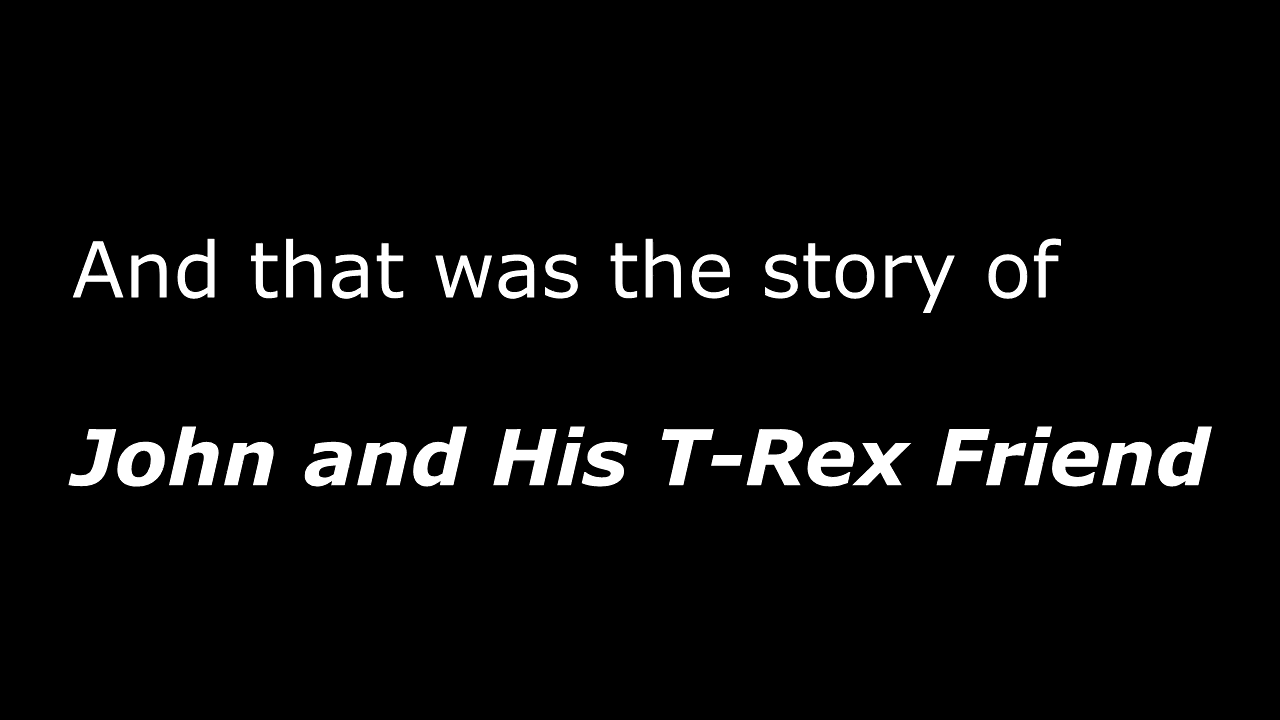 And that was the story of
John and His T-Rex Friend